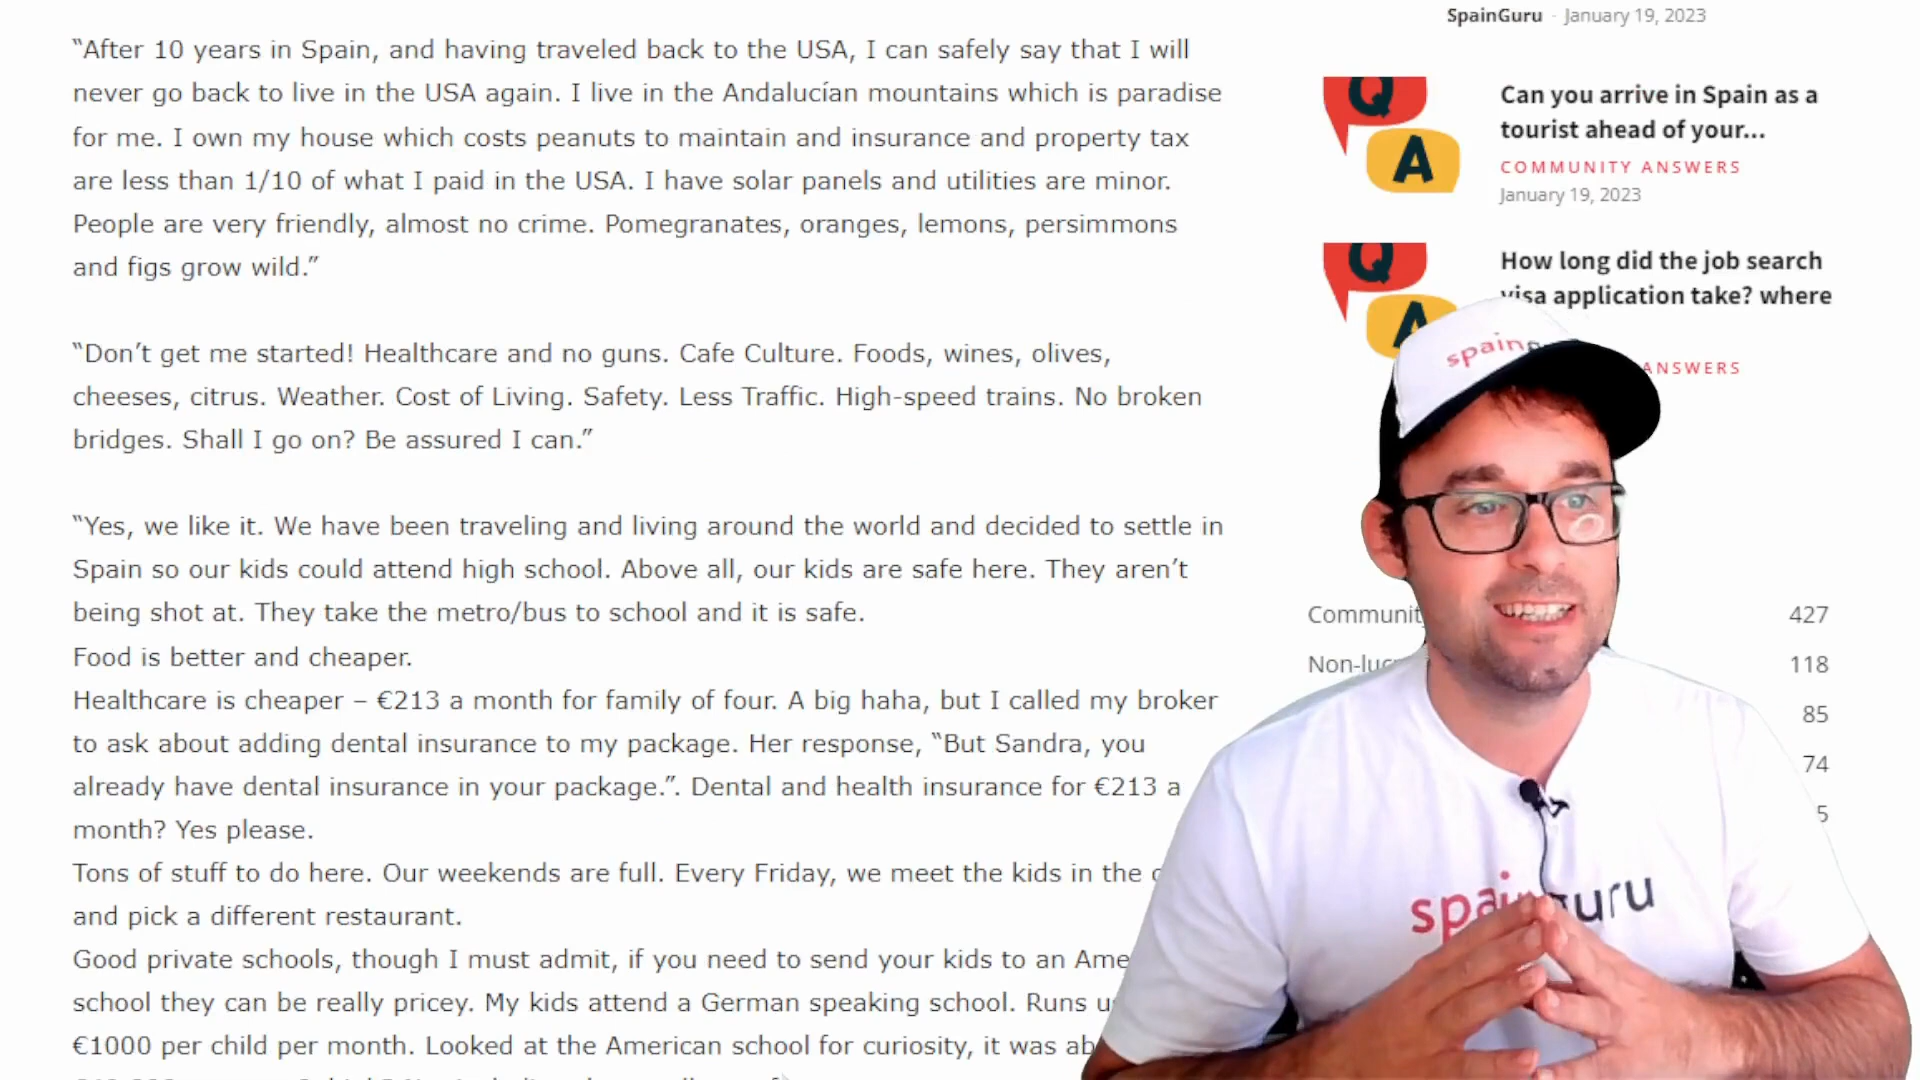 “After 10 years in Spain, and having traveled back to the USA, I can safely say that I will
never go back to live in the USA again. I live in the Andalucían mountains which is paradise
for me. I own my house which costs peanuts to maintain and insurance and property tax
are less than 1/10 of what I paid in the USA. I have solar panels and utilities are minor.
People are very friendly, almost no crime. Pomegranates, oranges, lemons, persimmons
and figs grow wild.”
“Don’t get me started! Healthcare and no guns. Cafe Culture. Foods, wines, olives,
cheeses, citrus. Weather. Cost of Living. Safety. Less Traffic. High-speed trains. No broken
bridges. Shall I go on? Be assured I can.”
“Yes, we like it. We have been traveling and living around the world and decided to settle in
Spain so our kids could attend high school. Above all, our kids are safe here. They aren’t
being shot at. They take the metro/bus to school and it is safe.
Food is better and cheaper.
Healthcare is cheaper – €213 a month for family of four. A big haha, but I called my broker
to ask about adding dental insurance to my package. Her response, “But Sandra, you
already have dental insurance in your package.”. Dental and health insurance for €213 a
month? Yes please.
Tons of stuff to do here. Our weekends are full. Every Friday, we meet the kids in the
and pick a different restaurant.
Good private schools, though I must admit, if you need to send your kids to an
school they can be really pricey. My kids attend a German speaking school. Runs
€1000 per child per month. Looked at the American school for curiosity, it was
SpainGuru - January 19, 2023
Q
A
Can you arrive in Spain as a
tourist ahead of your...
COMMUNITY ANSWERS
January 19, 2023
Q
A
How long did the job search
visa application take? where
ANSWERS
Community
427
118
85
74
5
spain
spainguru